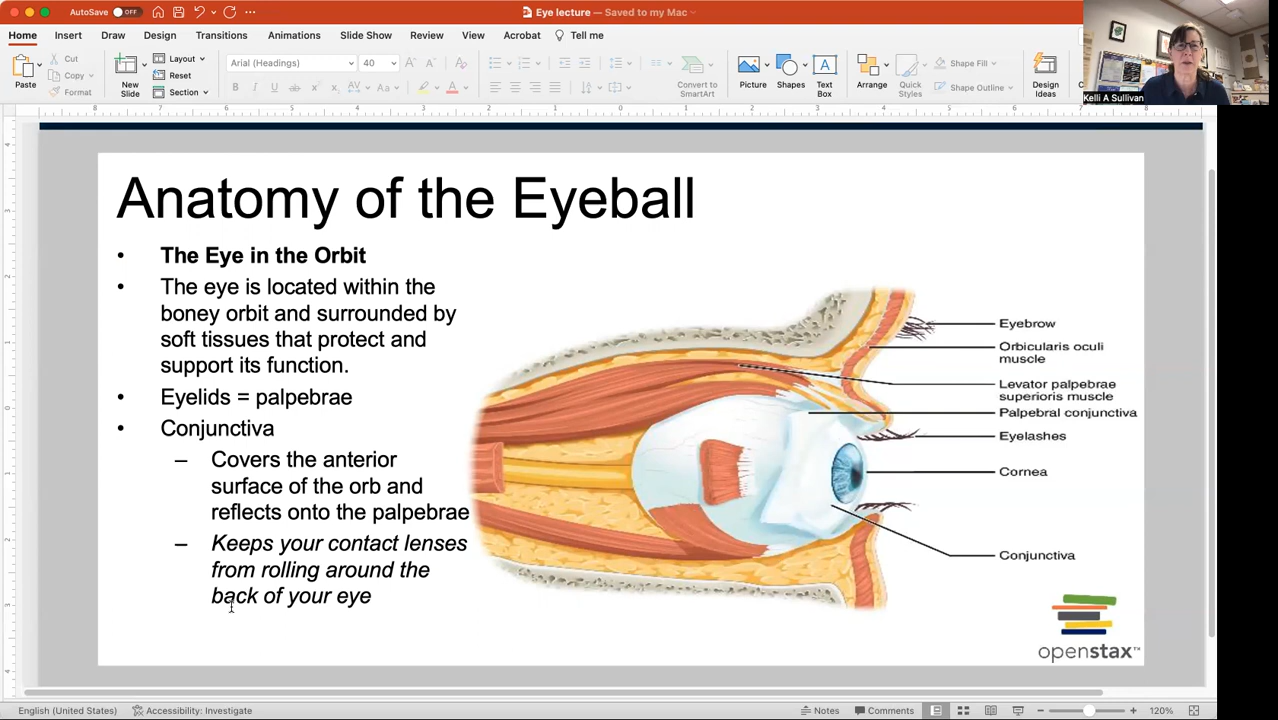 AutoSave OFF
Eye lecture — Saved to my Mac
Home Insert Draw Design Transitions Animations Slide Show Review View Acrobat Tell me
Paste
Cut
Copy
Format
New
Slide
Layout
Reset
Section
Arial (Headings) 40
Convert to
SmartArt
Picture
Shapes
Text
Box
Arrange
Quick
Styles
Shape Fill
Shape Outline
Design
Ideas
Kelli A Sullivan
Anatomy of the Eyeball
• The Eye in the Orbit
• The eye is located within the
boney orbit and surrounded by
soft tissues that protect and
support its function.
• Eyelids = palpebrae
• Conjunctiva
– Covers the anterior
surface of the orb and
reflects onto the palpebrae
– Keeps your contact lenses
from rolling around the
back of your eye
Eyebrow
Orbicularis oculi
muscle
Levator palpebrae
superioris muscle
Palpebral conjunctiva
Eyelashes
Cornea
Conjunctiva
openstax™
English (United States) Accessibility: Investigate Notes Comments 120%